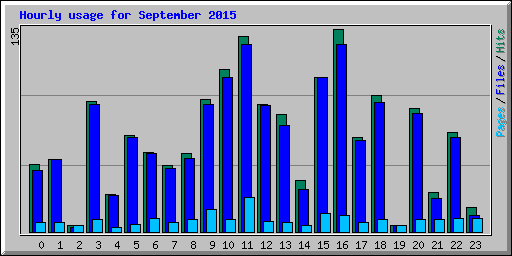 Hourly usage for September 2015
135
Pages / Files / Hits
0 1 2 3 4 5 6 7 8 9 10 11 12 13 14 15 16 17 18 19 20 21 22 23